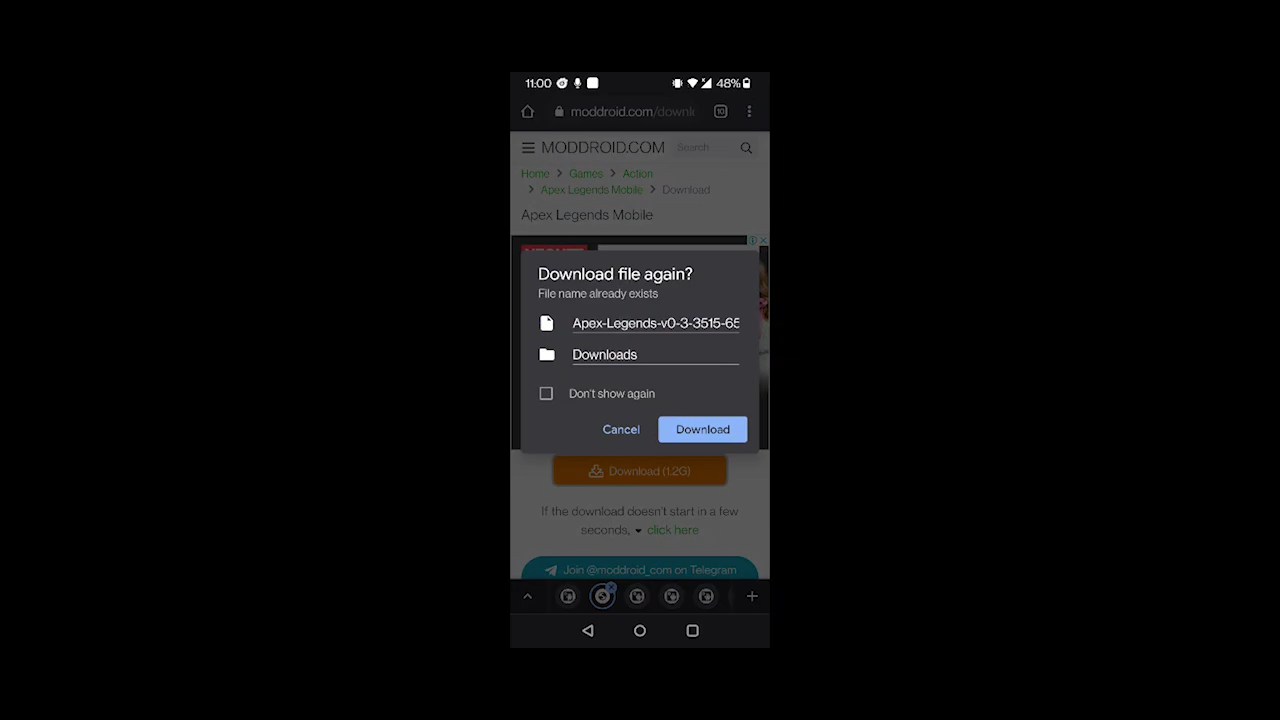 11:00 48%
moddroid.com/downl 10
MODDROID.COM Search
Home > Games > Action
> Apex Legends Mobile > Download
Apex Legends Mobile
Download file again?
File name already exists
Apex-Legends-v0-3-3515-65
Downloads
Don't show again
Cancel Download
Download (1.2G)
If the download doesn't start in a few
seconds, click here
Join @moddroid_com on Telegram